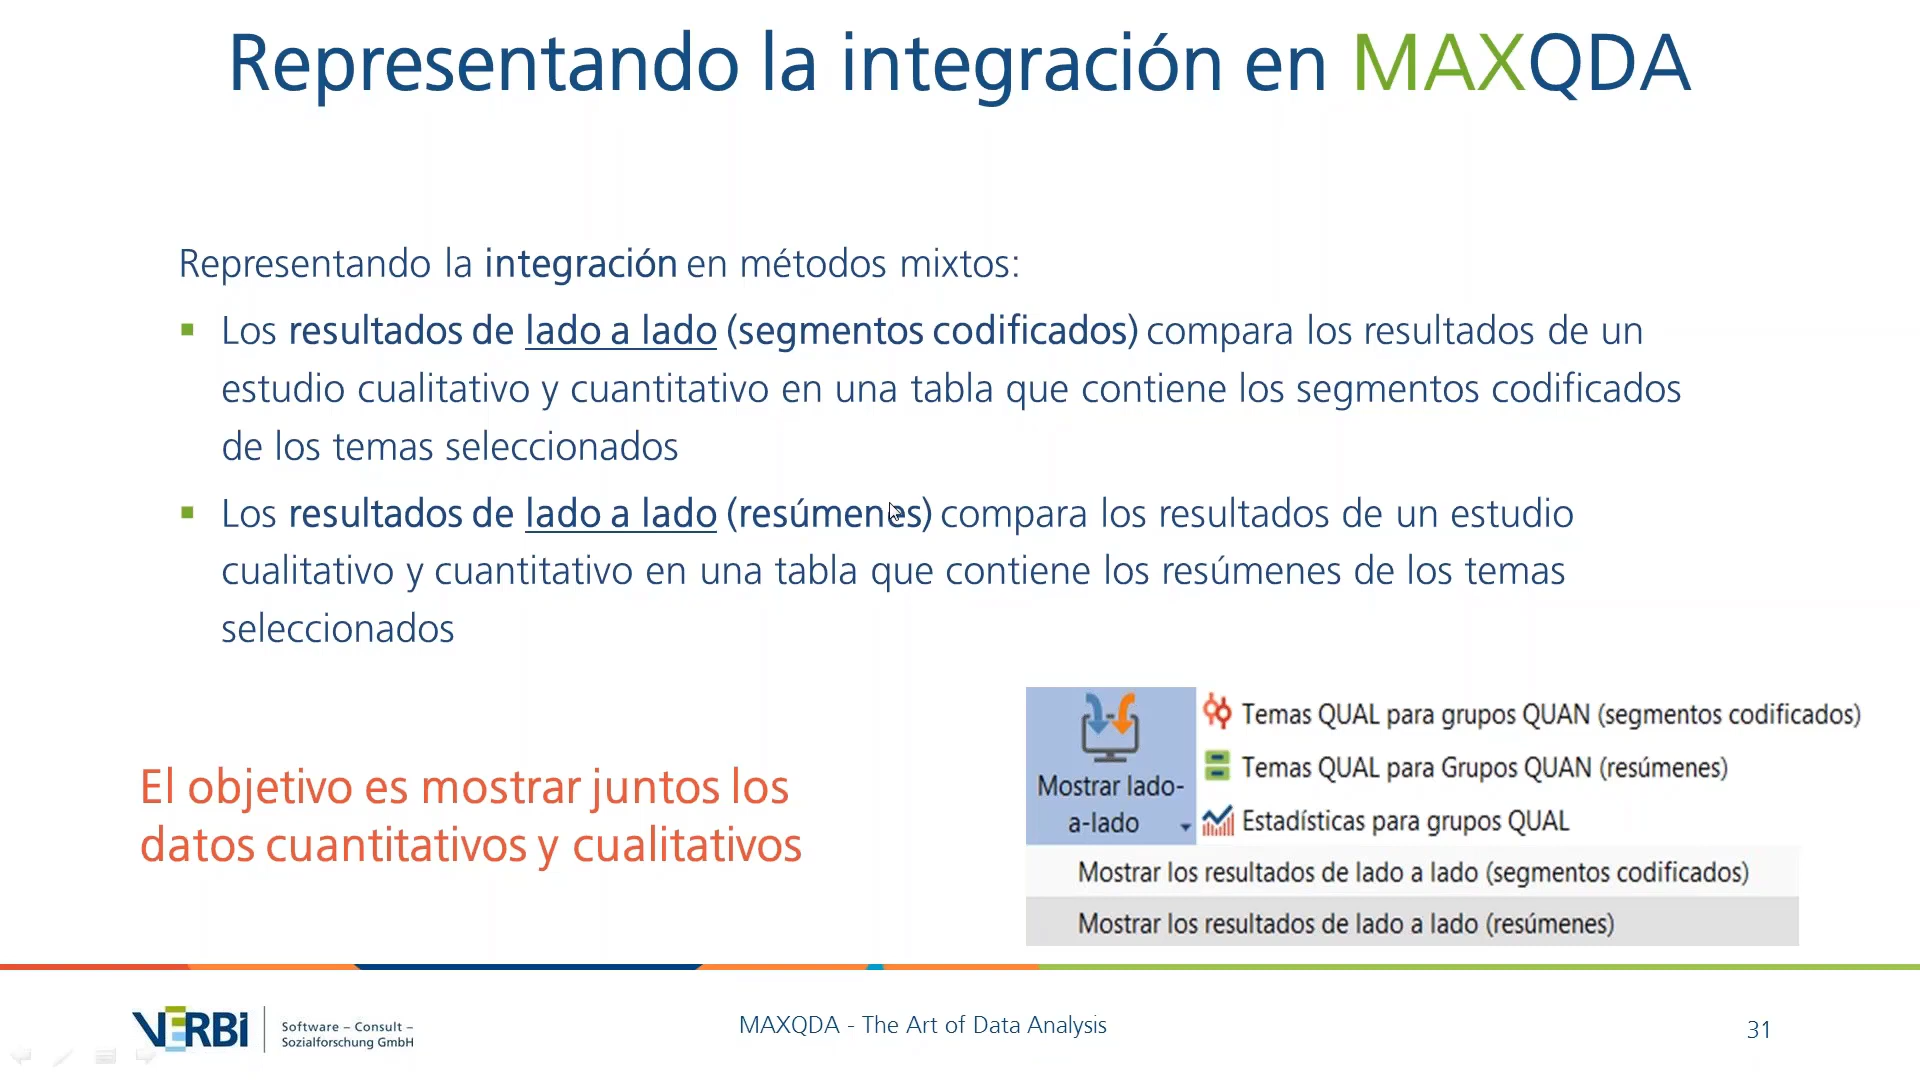 Representando la integración en MAXQDA
Representando la integración en métodos mixtos:
Los resultados de lado a lado (segmentos codificados) compara los resultados de un
estudio cualitativo y cuantitativo en una tabla que contiene los segmentos codificados
de los temas seleccionados
Los resultados de lado a lado (resúmenes) compara los resultados de un estudio
cualitativo y cuantitativo en una tabla que contiene los resúmenes de los temas
seleccionados
El objetivo es mostrar juntos los
datos cuantitativos y cualitativos
Mostrar lado-
a-lado
Temas QUAL para grupos QUAN (segmentos codificados)
Temas QUAL para Grupos QUAN (resúmenes)
Estadísticas para grupos QUAL
Mostrar los resultados de lado a lado (segmentos codificados)
Mostrar los resultados de lado a lado (resúmenes)
VERBI
Software – Consult –
Sozialforschung GmbH
MAXQDA - The Art of Data Analysis
31